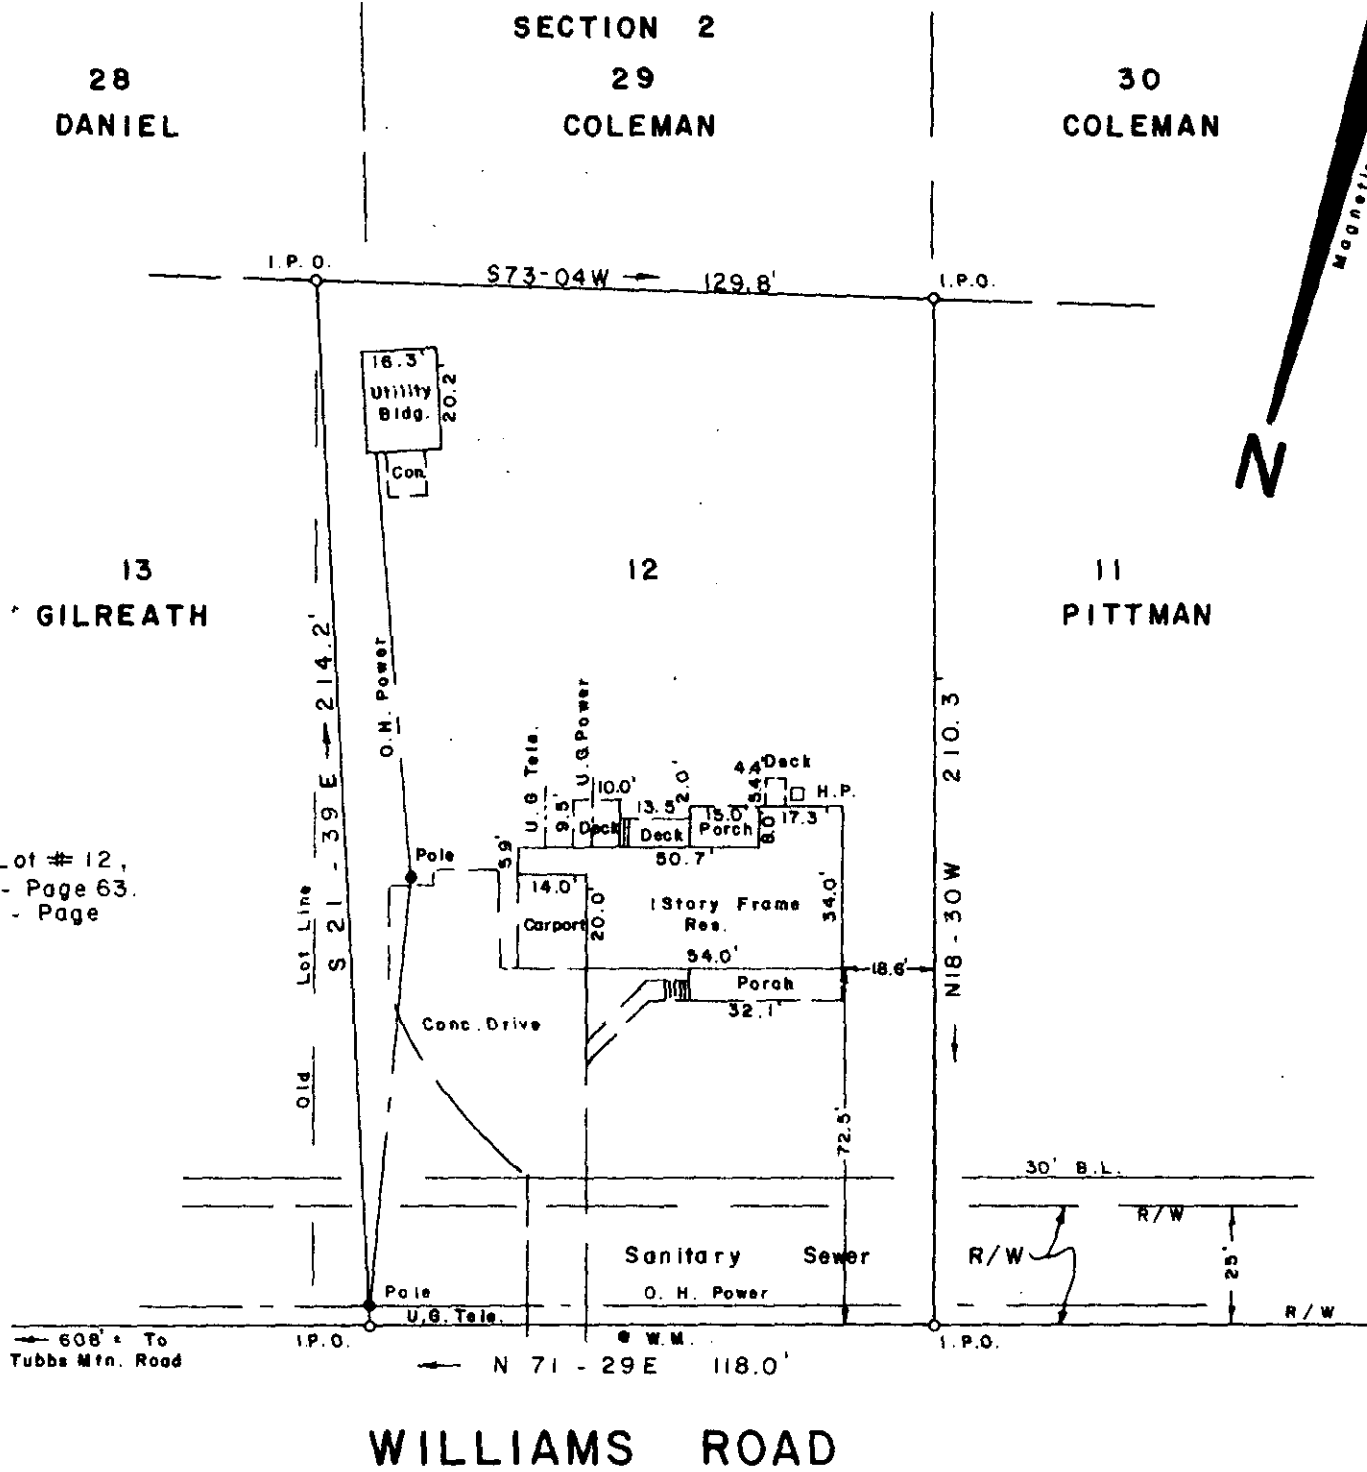 SECTION 2
28
DANIEL
29
COLEMAN
30
COLEMAN
I.P.O.
S73-04W 129.8'
I.P.O.
N
16.3'
Utility
Bldg.
20.2'
Con.
13
GILREATH
12
11
PITTMAN
S 21 - 39 E 214.2'
O.H. Power
N18 - 30W 210.3'
U.G. Tele.
U.G. Power
10.0'
9.5'
Deck
13.5'
Deck
2.0'
15.0'
Porch
8.0'
4.4'
Deck
5.4'
H.P.
17.3'
Pole
5.9'
50.7'
14.0'
Carport
20.0'
1 Story Frame
Res.
34.0'
54.0'
18.6'
Porch
32.1'
Lot # 12,
- Page 63.
- Page
Old Lot Line
Conc. Drive
72.5'
30' B.L.
R/W
R/W
25'
Sanitary Sewer
O. H. Power
Pole
U.G. Tele.
R/W
608' ± To
Tubbs Mtn. Road
I.P.O.
W.M.
I.P.O.
N 71 - 29 E 118.0'
WILLIAMS ROAD